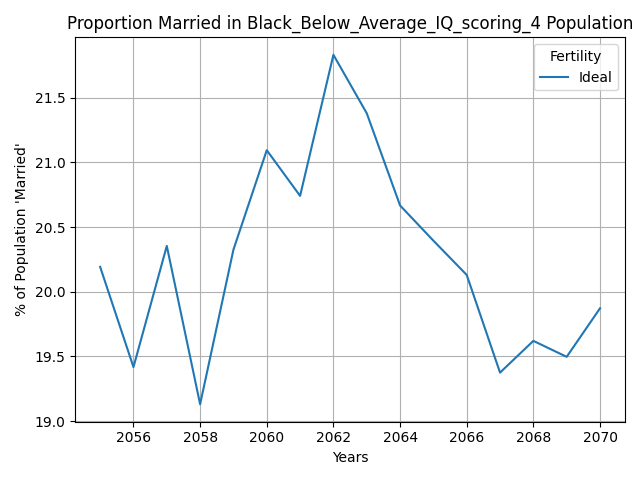 Proportion Married in Black_Below_Average_IQ_scoring_4 Population
Fertility
Ideal
% of Population 'Married'
21.5
21.0
20.5
20.0
19.5
19.0
2056 2058 2060 2062 2064 2066 2068 2070
Years